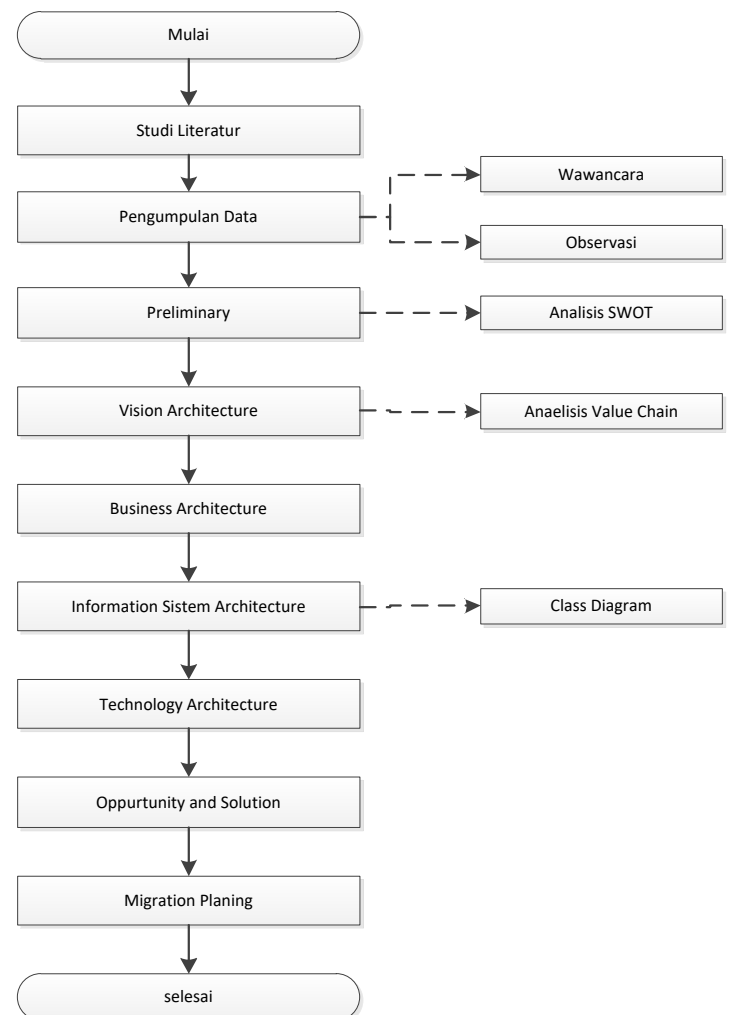 Mulai
Studi Literatur
Pengumpulan Data
Wawancara
Observasi
Preliminary
Analisis SWOT
Vision Architecture
Anaelisis Value Chain
Business Architecture
Information Sistem Architecture
Class Diagram
Technology Architecture
Oppurtunity and Solution
Migration Planing
selesai